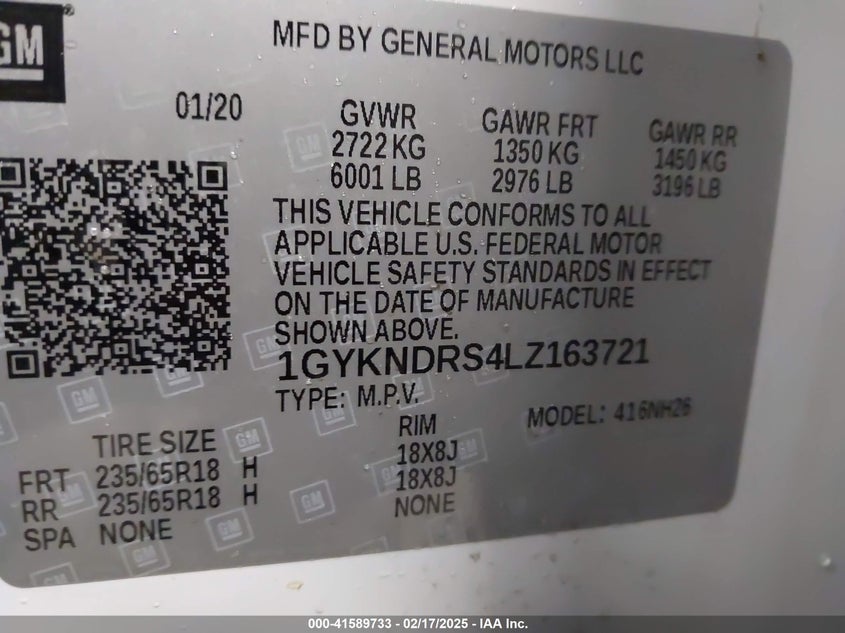 GM
MFD BY GENERAL MOTORS LLC
01/20 GVWR GAWR FRT GAWR RR
2722 KG 1350 KG 1450 KG
6001 LB 2976 LB 3196 LB
THIS VEHICLE CONFORMS TO ALL
APPLICABLE U.S. FEDERAL MOTOR
VEHICLE SAFETY STANDARDS IN EFFECT
ON THE DATE OF MANUFACTURE
SHOWN ABOVE.
1GYKNDRS4LZ163721
TYPE: M.P.V. MODEL: 416NH26
TIRE SIZE RIM
FRT 235/65R18 H 18X8J
RR 235/65R18 H 18X8J
SPA NONE NONE
000-41589733 - 02/17/2025 - IAA Inc.